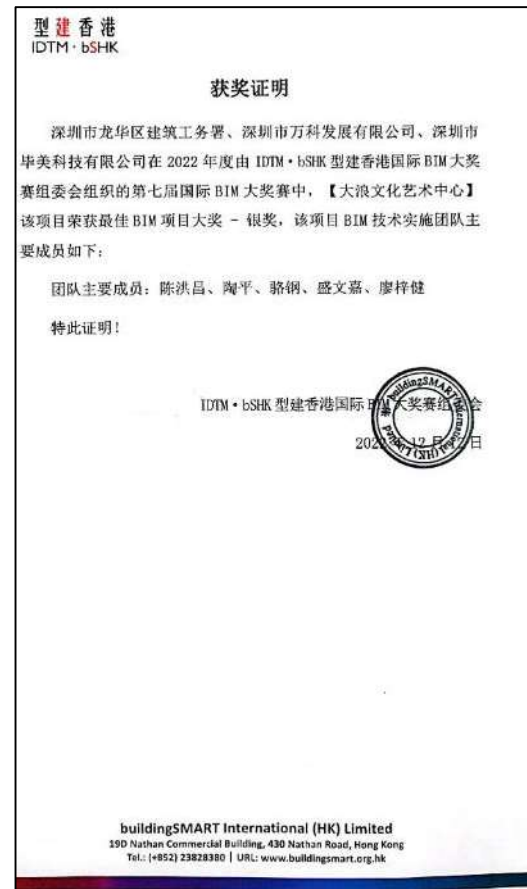 型建香港
IDTM · bSHK
获奖证明
深圳市龙华区建筑工务署、深圳市万科发展有限公司、深圳市
毕美科技有限公司在 2022 年度由 IDTM·bSHK 型建香港国际 BIM 大奖
赛组委会组织的第七届国际 BIM 大奖赛中，【大浪文化艺术中心】
该项目荣获最佳 BIM 项目大奖 - 银奖，该项目 BIM 技术实施团队主
要成员如下：
团队主要成员：陈洪昌、陶平、骆钢、盛文嘉、廖梓健
特此证明！
IDTM·bSHK 型建香港国际 BIM 大奖赛组委会
2022 12 月 日
buildingSMART International (HK) Limited
buildingSMART International (HK) Limited
19D Nathan Commercial Building, 430 Nathan Road, Hong Kong
Tel.: (+852) 23828380 | URL: www.buildingsmart.org.hk